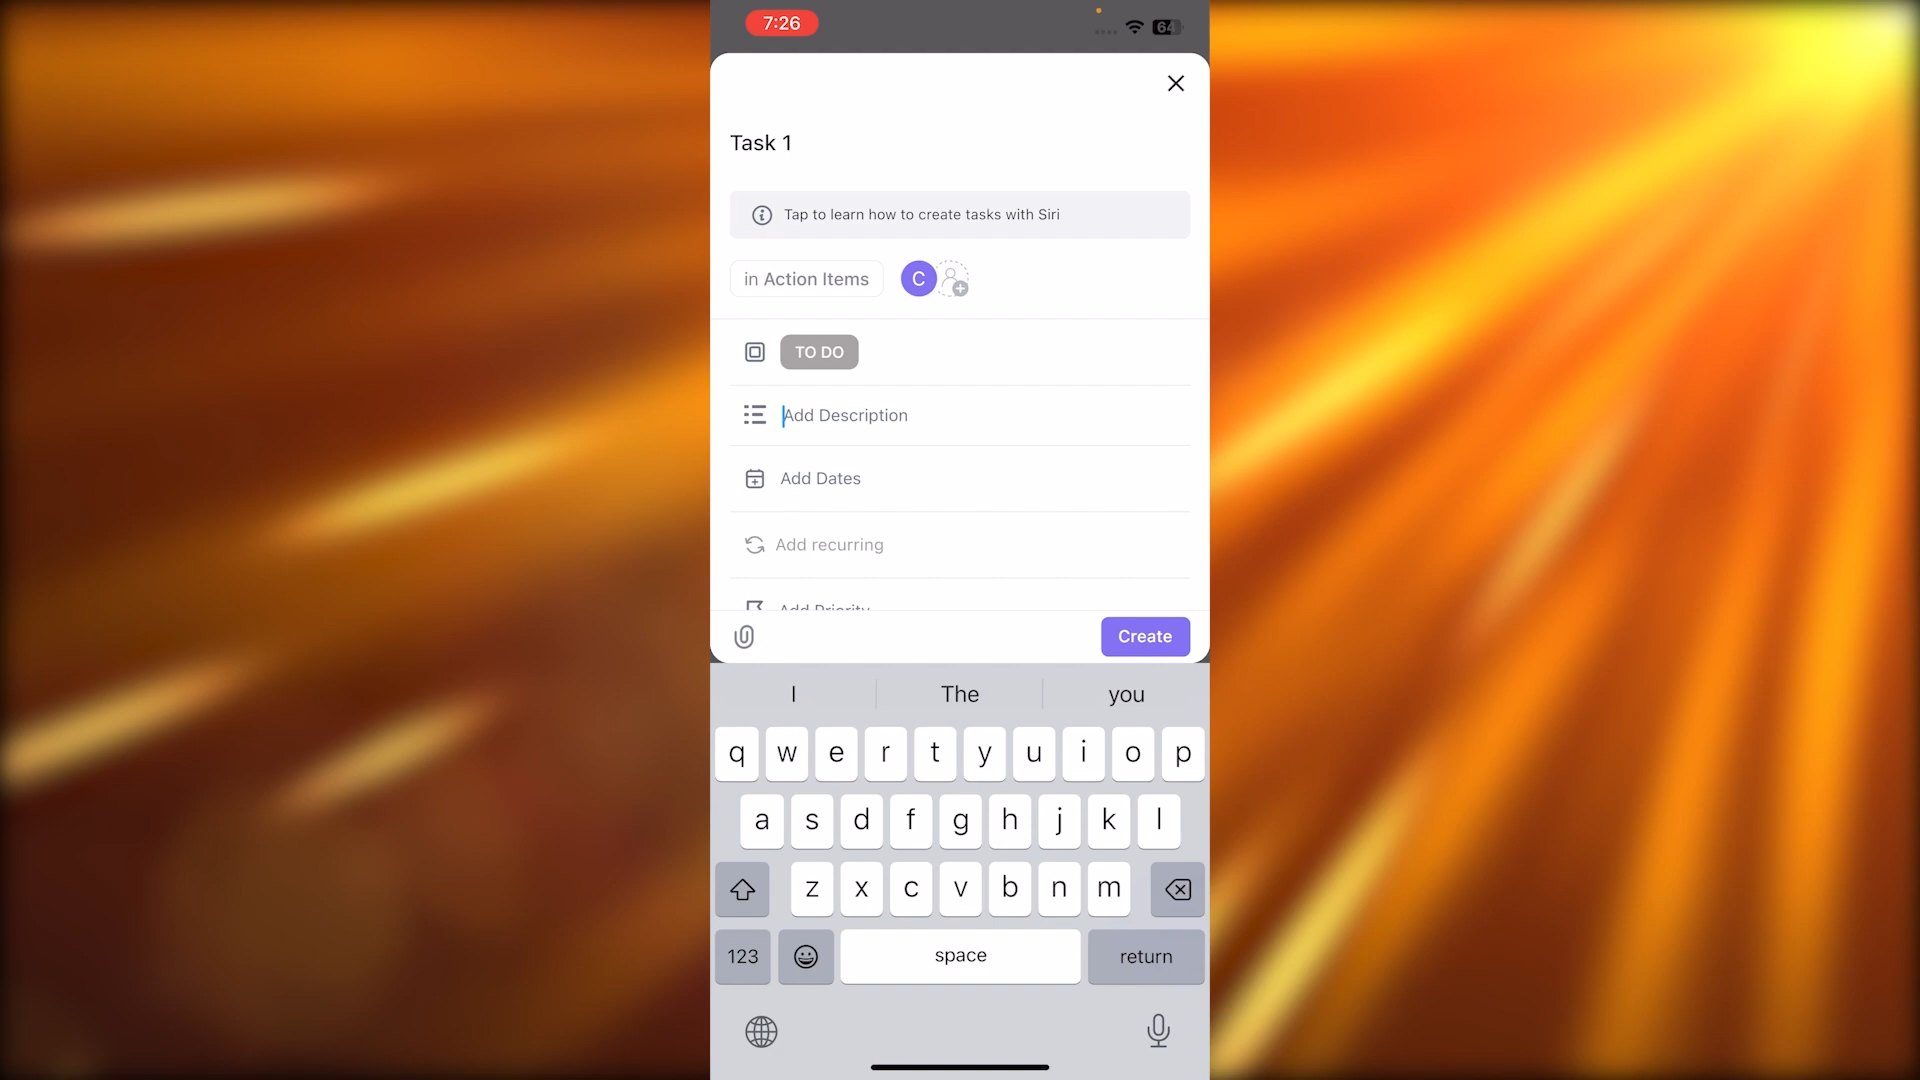 7:26
64
Task 1
Tap to learn how to create tasks with Siri
in Action Items
C
TO DO
Add Description
Add Dates
Add recurring
Add Priority
Create
I The you
q w e r t y u i o p
a s d f g h j k l
z x c v b n m
123 space return